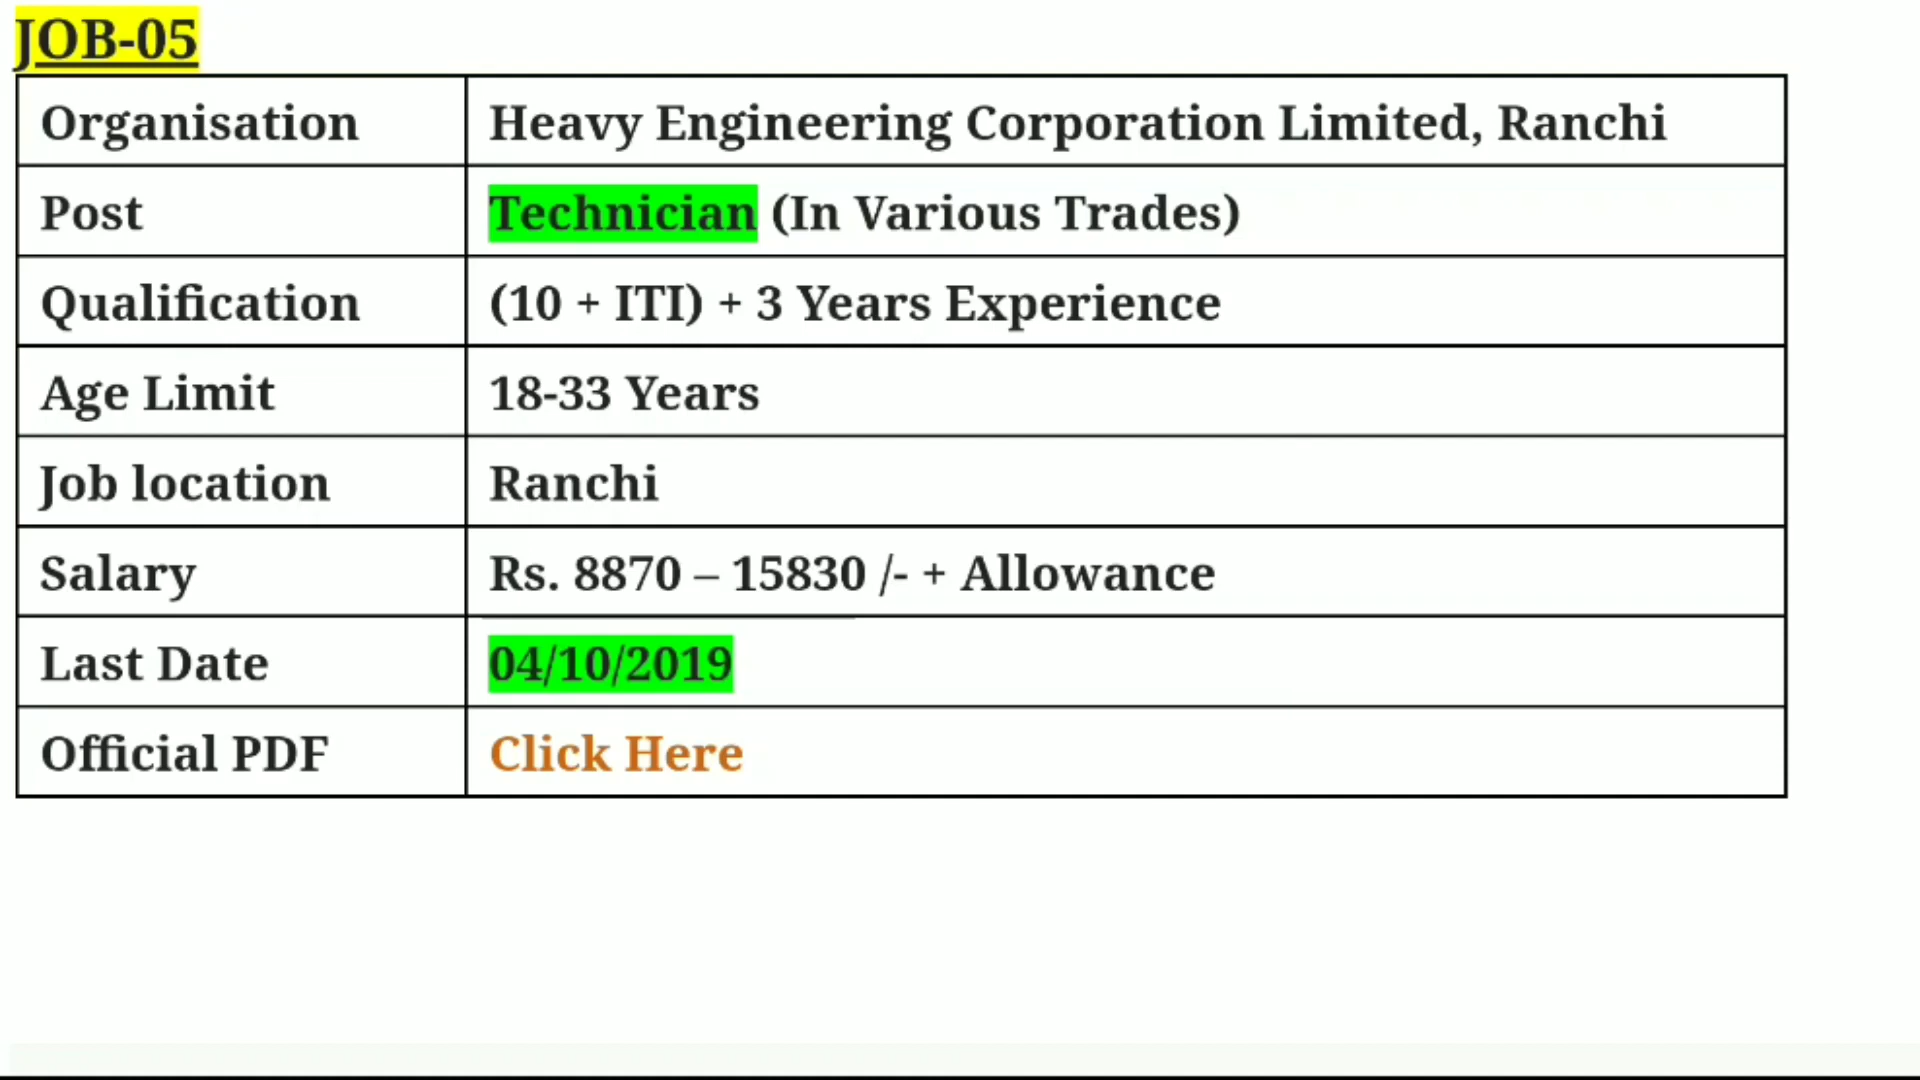 JOB-05
Organisation Heavy Engineering Corporation Limited, Ranchi
Post Technician (In Various Trades)
Qualification (10 + ITI) + 3 Years Experience
Age Limit 18-33 Years
Job location Ranchi
Salary Rs. 8870 – 15830 /- + Allowance
Last Date 04/10/2019
Official PDF Click Here